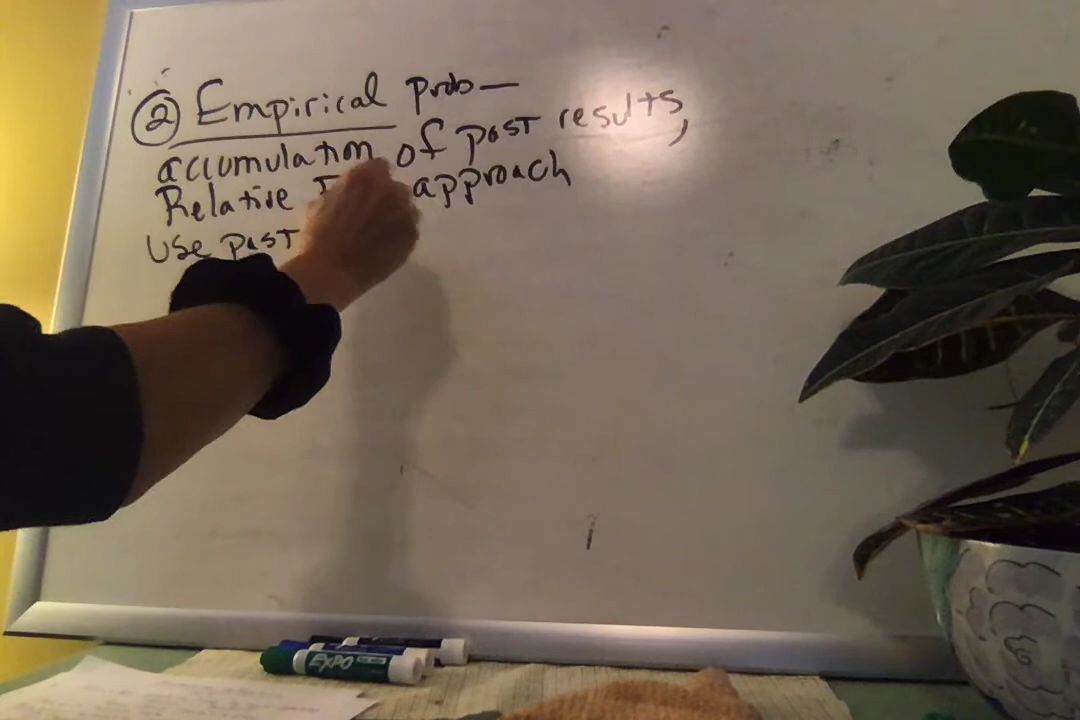 ② Empirical prob—
accumulation of past results,
Relative approach
Use past
EXPO